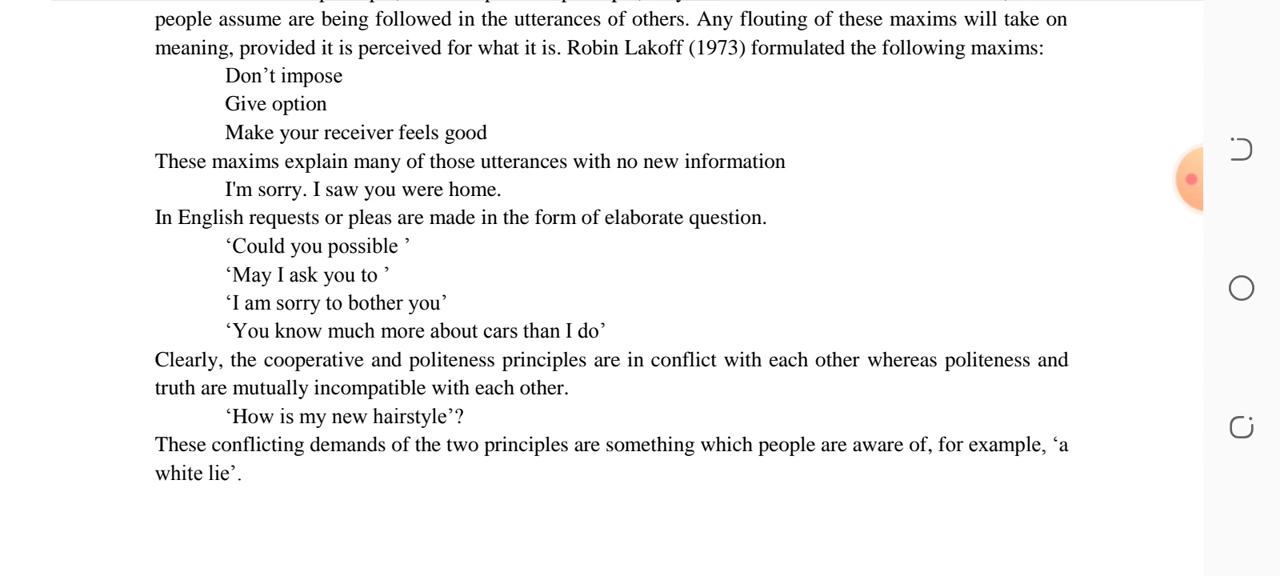 people assume are being followed in the utterances of others. Any flouting of these maxims will take on
meaning, provided it is perceived for what it is. Robin Lakoff (1973) formulated the following maxims:
Don’t impose
Give option
Make your receiver feels good
These maxims explain many of those utterances with no new information
I'm sorry. I saw you were home.
In English requests or pleas are made in the form of elaborate question.
‘Could you possible ’
‘May I ask you to ’
‘I am sorry to bother you’
‘You know much more about cars than I do’
Clearly, the cooperative and politeness principles are in conflict with each other whereas politeness and
truth are mutually incompatible with each other.
‘How is my new hairstyle’?
These conflicting demands of the two principles are something which people are aware of, for example, ‘a
white lie’.